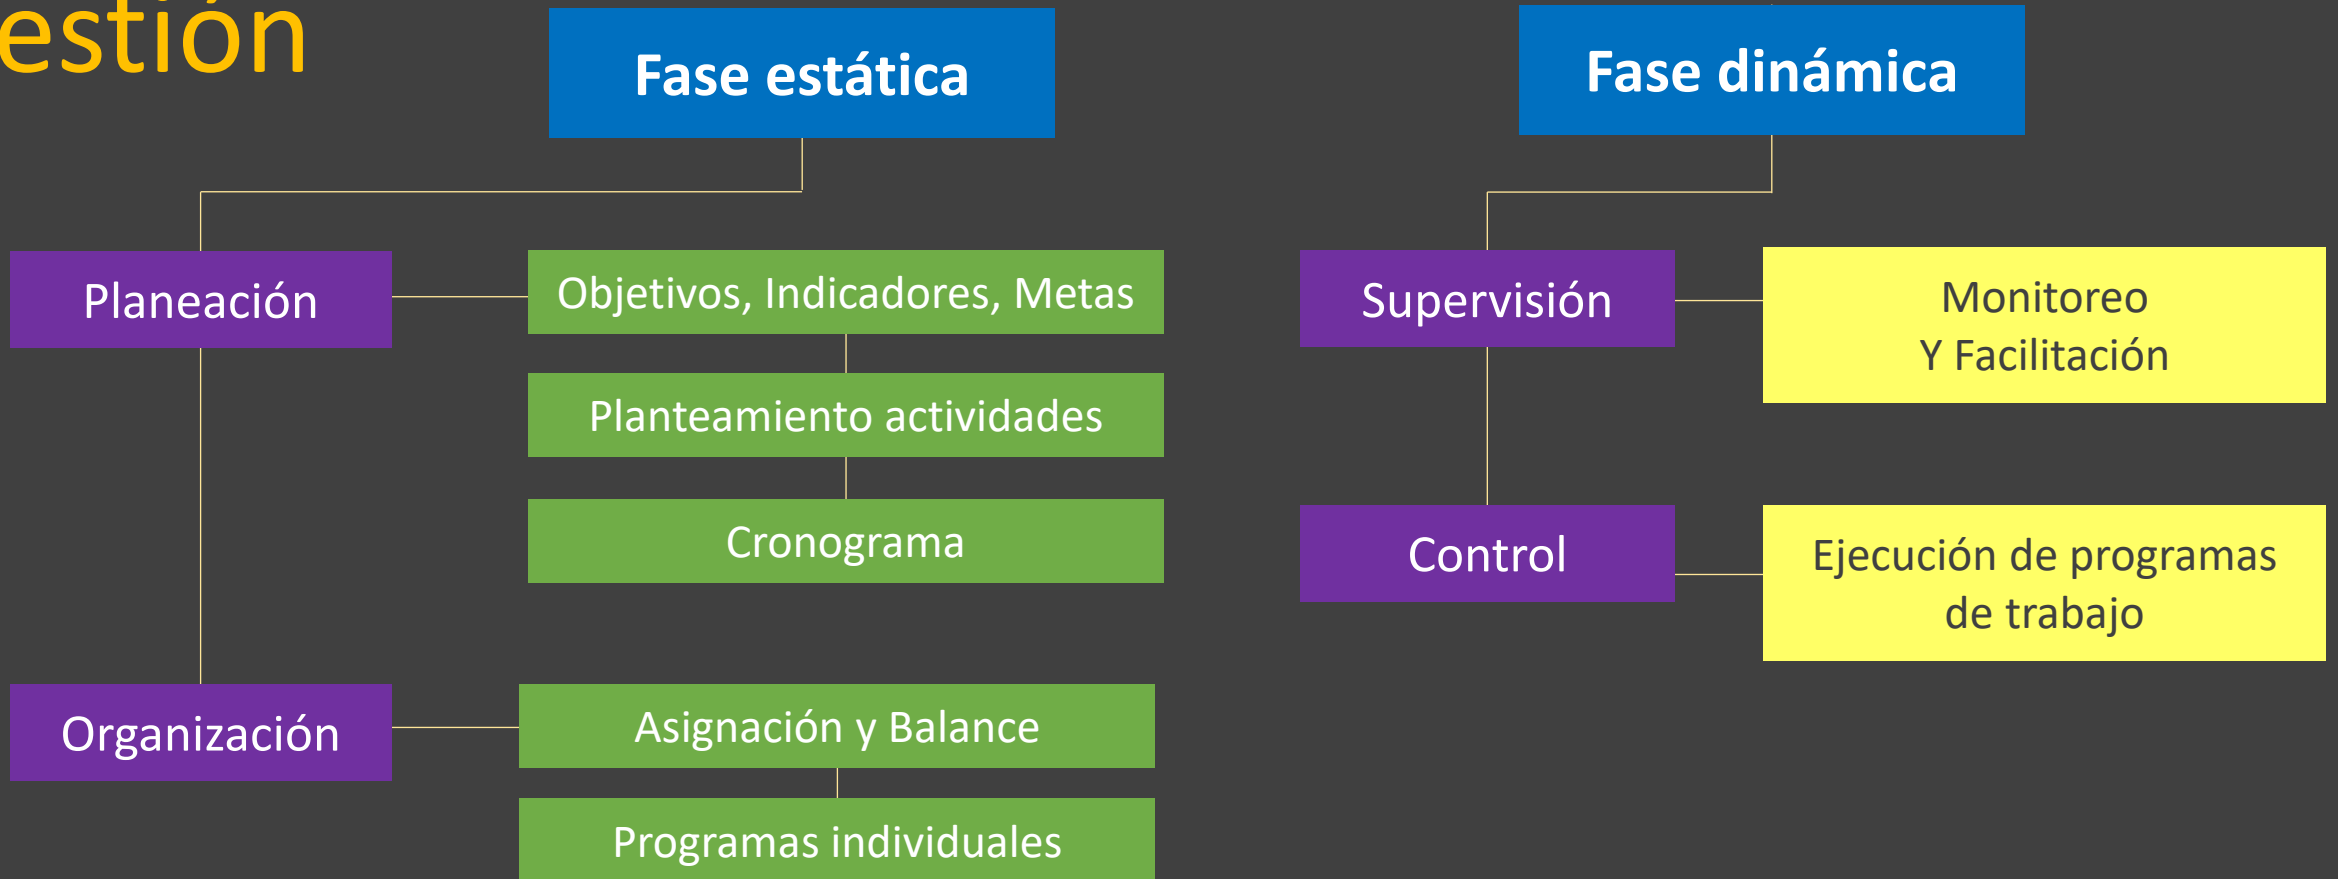 estión
Fase estática
Planeación
Objetivos, Indicadores, Metas
Planteamiento actividades
Cronograma
Organización
Asignación y Balance
Programas individuales
Fase dinámica
Supervisión
Monitoreo
Y Facilitación
Control
Ejecución de programas
de trabajo